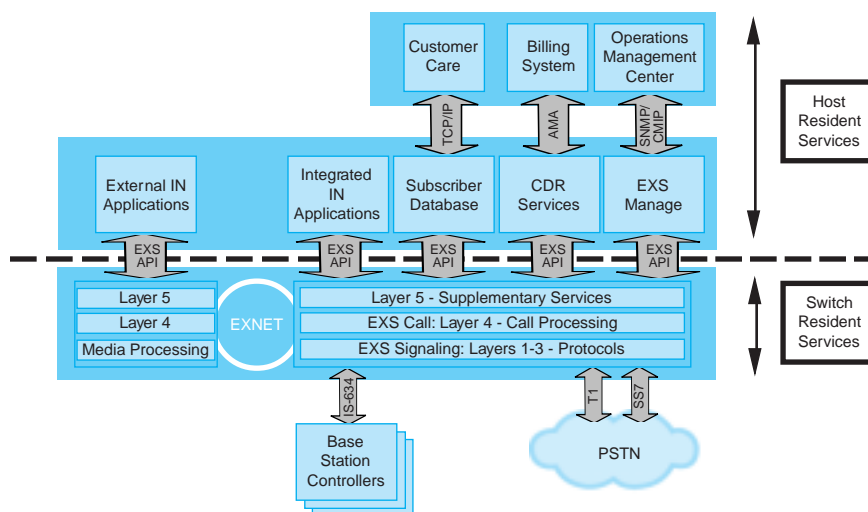 Customer
Care
Billing
System
Operations
Management
Center
Host
Resident
Services
TCP/IP
AMA
SNMP/
CMIP
External IN
Applications
Integrated
IN
Applications
Subscriber
Database
CDR
Services
EXS
Manage
EXS
API
EXS
API
EXS
API
EXS
API
EXS
API
Layer 5
Layer 4
Media Processing
EXNET
Layer 5 - Supplementary Services
EXS Call: Layer 4 - Call Processing
EXS Signaling: Layers 1-3 - Protocols
Switch
Resident
Services
IS-634
T1
SS7
Base
Station
Controllers
PSTN